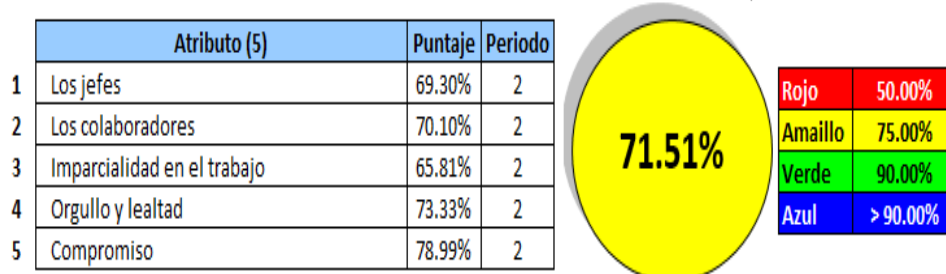 Atributo (5) Puntaje Periodo
1 Los jefes 69.30% 2
2 Los colaboradores 70.10% 2
3 Imparcialidad en el trabajo 65.81% 2
4 Orgullo y lealtad 73.33% 2
5 Compromiso 78.99% 2
71.51%
Rojo 50.00%
Amaillo 75.00%
Verde 90.00%
Azul > 90.00%